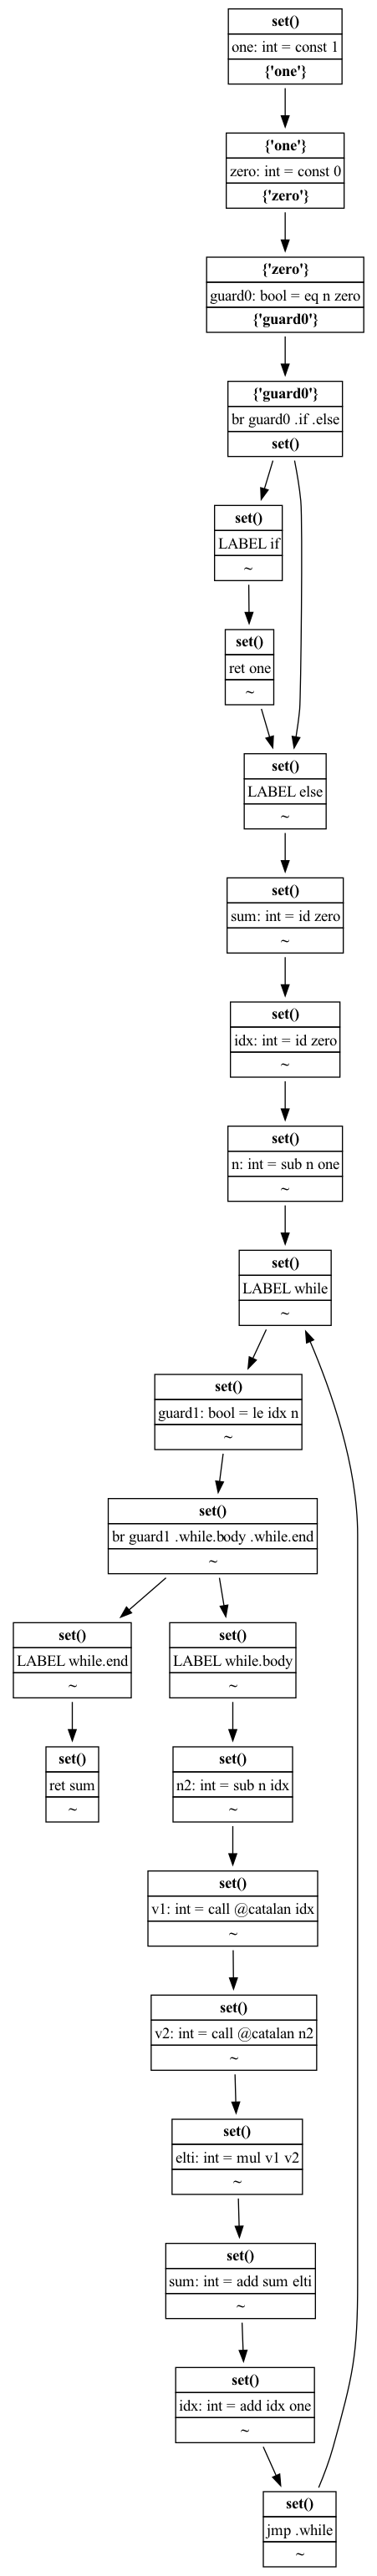 set()
one: int = const 1
{'one'}
{'one'}
zero: int = const 0
{'zero'}
{'zero'}
guard0: bool = eq n zero
{'guard0'}
{'guard0'}
br guard0 .if .else
set()
set()
LABEL if
~
set()
ret one
~
set()
LABEL else
~
set()
sum: int = id zero
~
set()
idx: int = id zero
~
set()
n: int = sub n one
~
set()
LABEL while
~
set()
guard1: bool = le idx n
~
set()
br guard1 .while.body .while.end
~
set()
LABEL while.end
~
set()
ret sum
~
set()
LABEL while.body
~
set()
n2: int = sub n idx
~
set()
v1: int = call @catalan idx
~
set()
v2: int = call @catalan n2
~
set()
elti: int = mul v1 v2
~
set()
sum: int = add sum elti
~
set()
idx: int = add idx one
~
set()
jmp .while
~